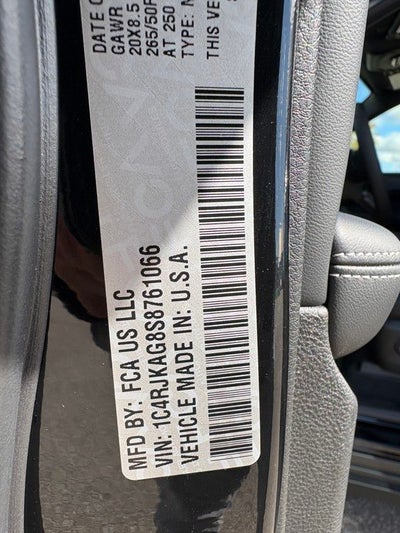 MFD BY: FCA US LLC
VIN: 1C4RJKAG8S8761066
VEHICLE MADE IN: U.S.A.
DATE O
GAWR
20X8.5
265/50R
AT 250
THIS VE
TYPE: